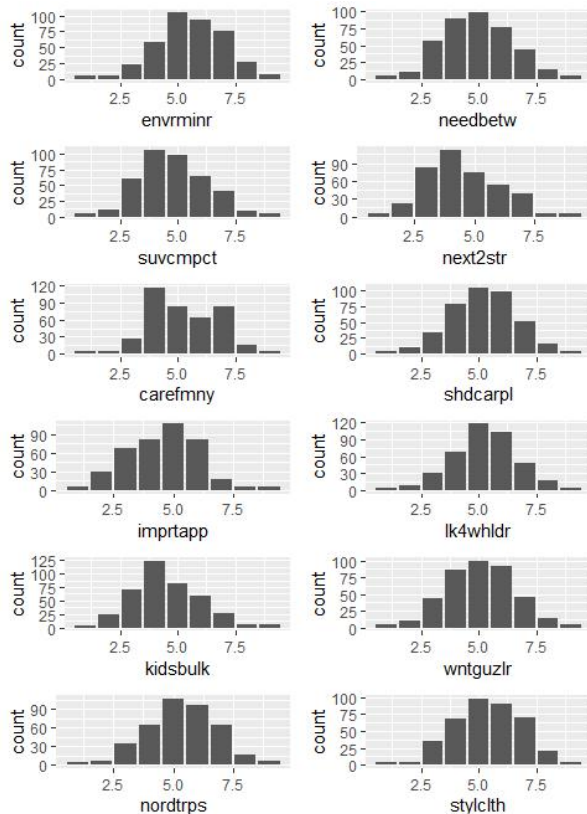 count
100
75
50
25
0
2.5 5.0 7.5
envrminr
count
100
75
50
25
0
2.5 5.0 7.5
needbetw
count
100
75
50
25
0
2.5 5.0 7.5
suvcmpct
count
90
60
30
0
2.5 5.0 7.5
next2str
count
120
90
60
30
0
2.5 5.0 7.5
carefmny
count
100
75
50
25
0
2.5 5.0 7.5
shdcarpl
count
90
60
30
0
2.5 5.0 7.5
imprtapp
count
120
90
60
30
0
2.5 5.0 7.5
lk4whldr
count
125
100
75
50
25
0
2.5 5.0 7.5
kidsbulk
count
100
75
50
25
0
2.5 5.0 7.5
wntguzlr
count
90
60
30
0
2.5 5.0 7.5
nordtrps
count
100
75
50
25
0
2.5 5.0 7.5
stylclth